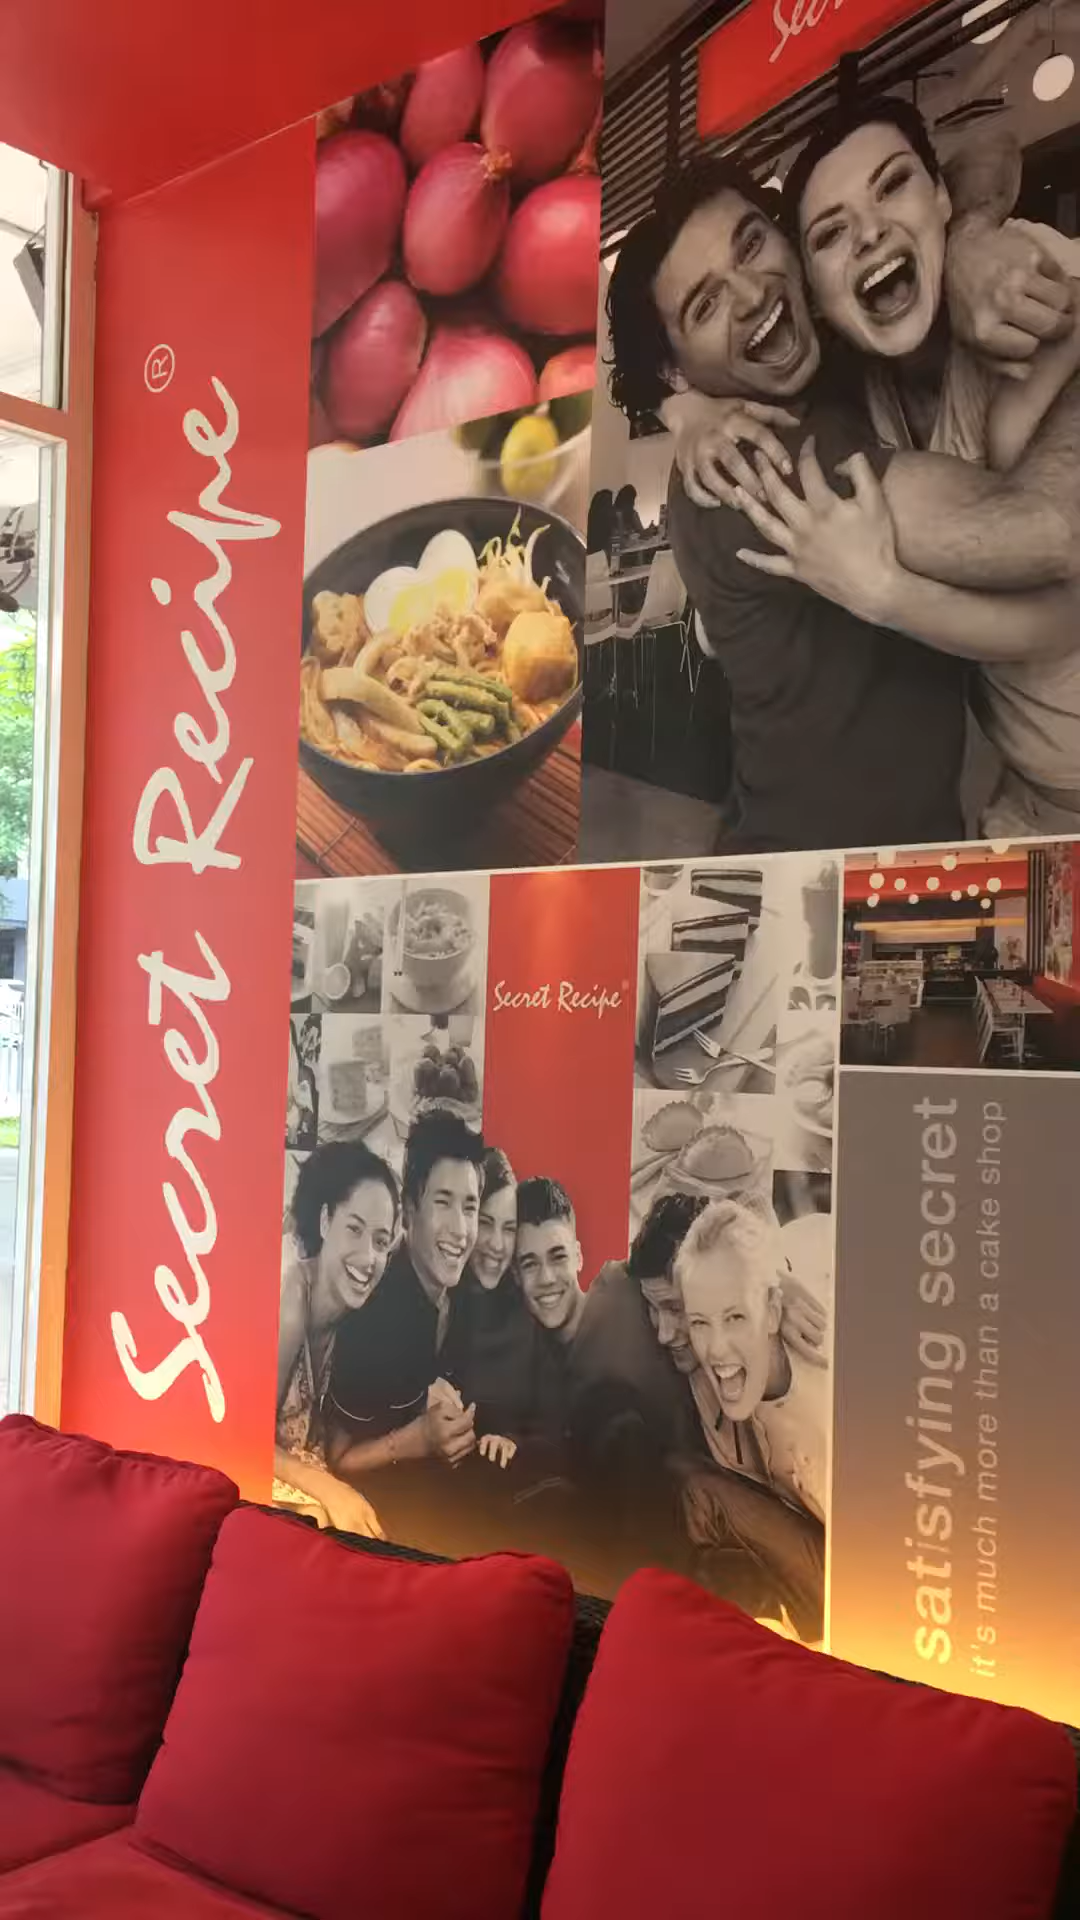 Secret Recipe®
Secret Recipe
satisfying secret
it's much more than a cake shop